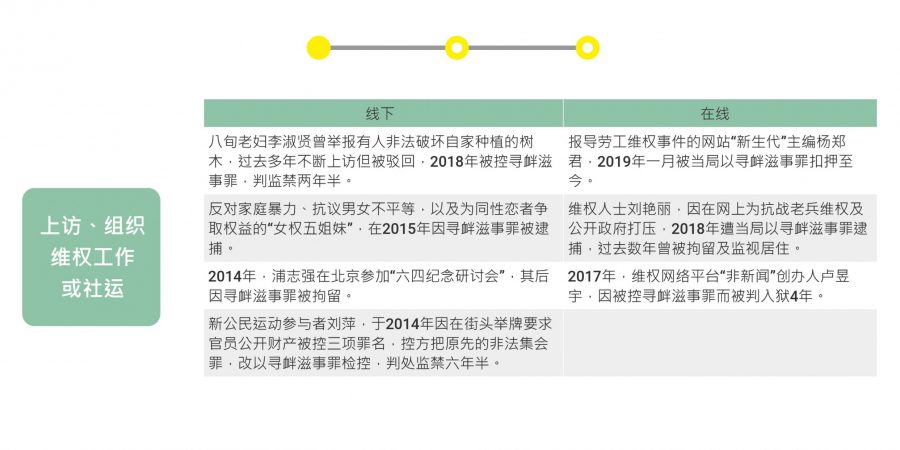 上访、组织
维权工作
或社运
线下
在线
八旬老妇李淑贤曾举报有人非法破坏自家种植的树
木，过去多年不断上访但被驳回，2018年被控寻衅滋
事罪，判监禁两年半。
报导劳工维权事件的网站“新生代”主编杨郑
君，2019年一月被当局以寻衅滋事罪扣押至
今。
反对家庭暴力、抗议男女不平等，以及为同性恋者争
取权益的“女权五姐妹”，在2015年因寻衅滋事罪被逮
捕。
维权人士刘艳丽，因在网上为抗战老兵维权及
公开政府打压，2018年遭当局以寻衅滋事罪逮
捕，过去数年曾被拘留及监视居住。
2014年，浦志强在北京参加“六四纪念研讨会”，其后
因寻衅滋事罪被拘留。
2017年，维权网络平台“非新闻”创办人卢昱
宇，因被控寻衅滋事罪而被判入狱4年。
新公民运动参与者刘萍，于2014年因在街头举牌要求
官员公开财产被控三项罪名，控方把原先的非法集会
罪，改以寻衅滋事罪检控，判处监禁六年半。